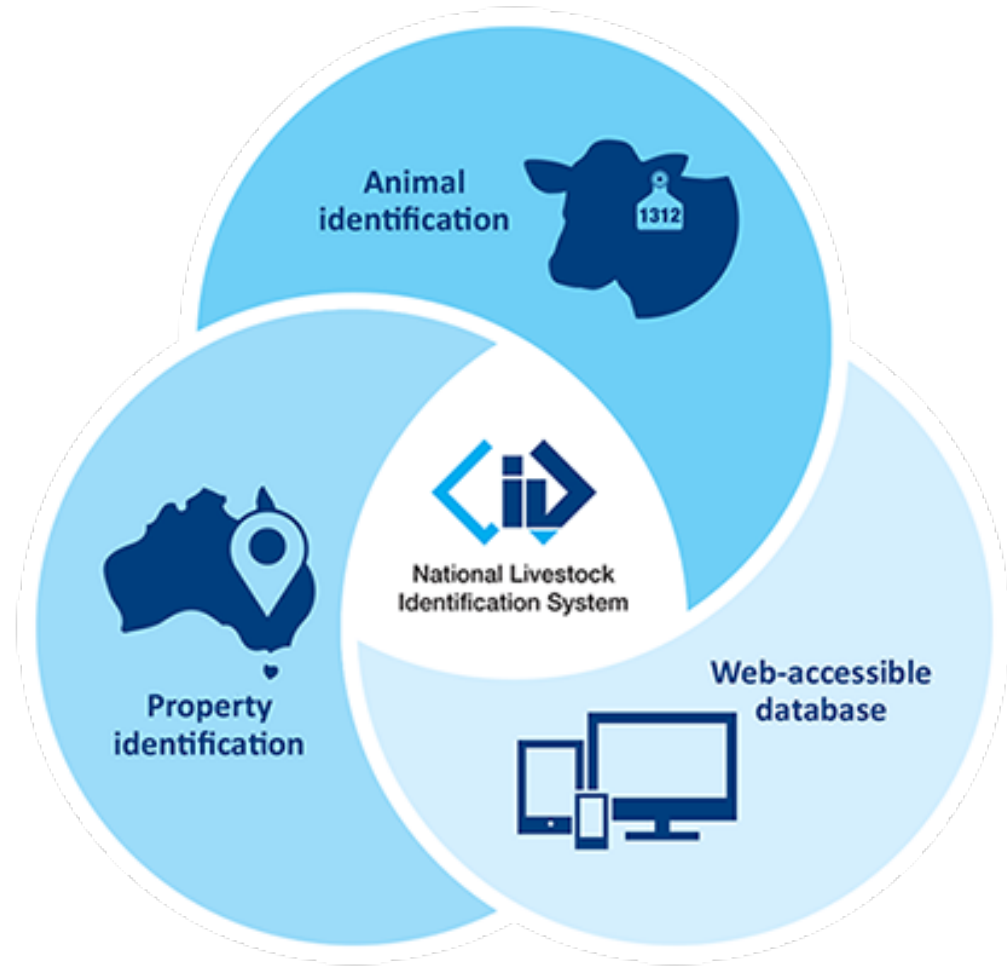 Animal
identification
1312
National Livestock
Identification System
Property
identification
Web-accessible
database